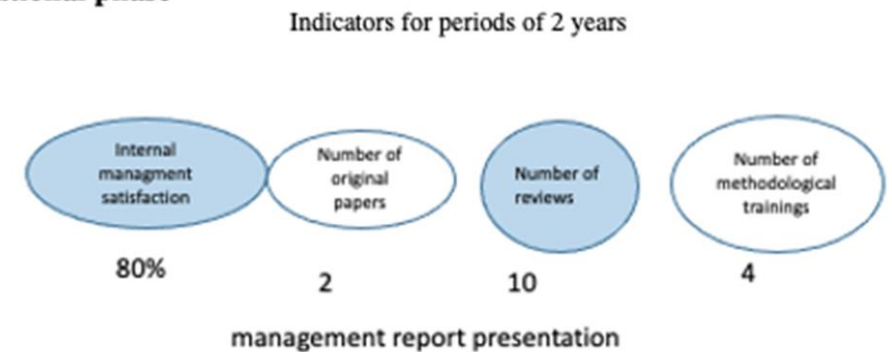 Indicators for periods of 2 years
Internal
managment
satisfaction
Number of
original
papers
Number of
reviews
Number of
methodological
trainings
80%
2
10
4
management report presentation